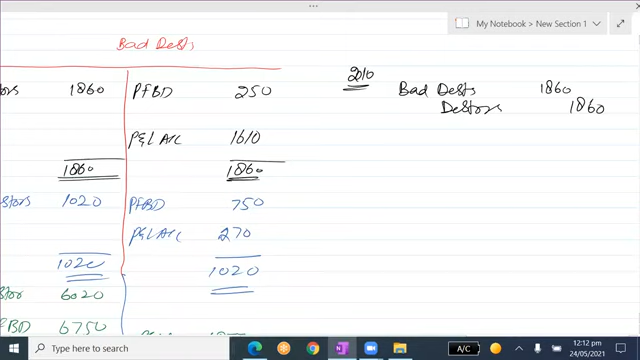 My Notebook > New Section 1
Bad Debts
2010
1860 PFBD 250
Bad Debts 1860
Debtors 1860
P&L A/C 1610
1860 1860
1020 PFBD 750
P&L A/C 270
1020 1020
6020
6750
Type here to search
A/C
12:12 pm
24/05/2021